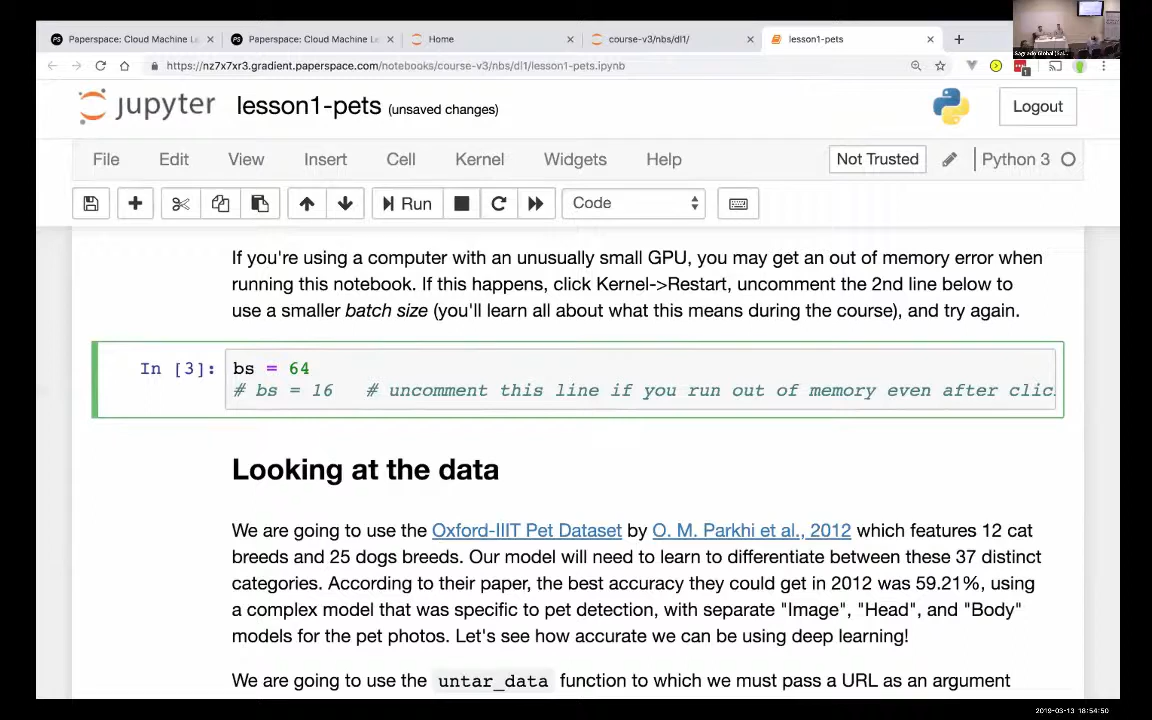 Paperspace: Cloud Machine Le
Paperspace: Cloud Machine Le
Home
course-v3/nbs/dl1/
lesson1-pets
https://nz7x7xr3.gradient.paperspace.com/notebooks/course-v3/nbs/dl1/lesson1-pets.ipynb
jupyter lesson1-pets (unsaved changes)
Logout
File Edit View Insert Cell Kernel Widgets Help
Not Trusted
Python 3
Run
Code
If you're using a computer with an unusually small GPU, you may get an out of memory error when
running this notebook. If this happens, click Kernel->Restart, uncomment the 2nd line below to
use a smaller batch size (you'll learn all about what this means during the course), and try again.
In [3]: bs = 64
# bs = 16 # uncomment this line if you run out of memory even after clic
Looking at the data
We are going to use the Oxford-IIIT Pet Dataset by O. M. Parkhi et al., 2012 which features 12 cat
breeds and 25 dogs breeds. Our model will need to learn to differentiate between these 37 distinct
categories. According to their paper, the best accuracy they could get in 2012 was 59.21%, using
a complex model that was specific to pet detection, with separate "Image", "Head", and "Body"
models for the pet photos. Let's see how accurate we can be using deep learning!
We are going to use the untar_data function to which we must pass a URL as an argument
2019-03-13 18:54:50